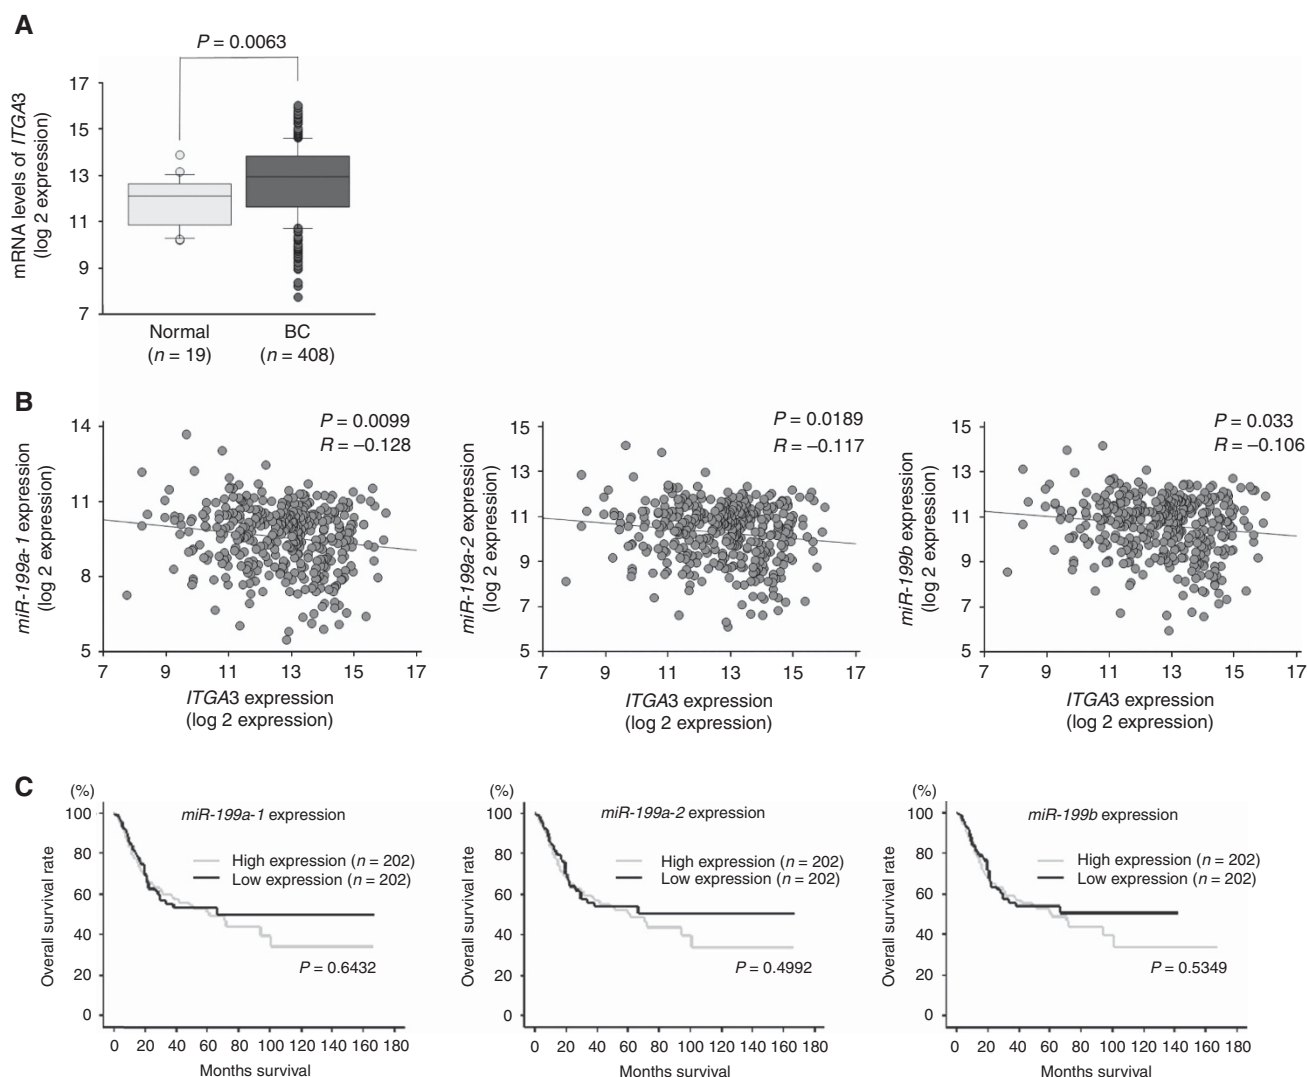 A
P = 0.0063
mRNA levels of ITGA3
(log 2 expression)
17
15
13
11
9
7
Normal
(n = 19)
BC
(n = 408)
B
miR-199a-1 expression
(log 2 expression)
14
11
8
5
P = 0.0099
R = –0.128
7 9 11 13 15 17
ITGA3 expression
(log 2 expression)
miR-199a-2 expression
(log 2 expression)
15
13
11
9
7
5
P = 0.0189
R = –0.117
7 9 11 13 15 17
ITGA3 expression
(log 2 expression)
miR-199b expression
(log 2 expression)
15
13
11
9
7
5
P = 0.033
R = –0.106
7 9 11 13 15 17
ITGA3 expression
(log 2 expression)
C
(%)
Overall survival rate
100
80
60
40
20
0
miR-199a-1 expression
High expression (n = 202)
Low expression (n = 202)
P = 0.6432
0 20 40 60 80 100 120 140 160 180
Months survival
(%)
Overall survival rate
100
80
60
40
20
0
miR-199a-2 expression
High expression (n = 202)
Low expression (n = 202)
P = 0.4992
0 20 40 60 80 100 120 140 160 180
Months survival
(%)
Overall survival rate
100
80
60
40
20
0
miR-199b expression
High expression (n = 202)
Low expression (n = 202)
P = 0.5349
0 20 40 60 80 100 120 140 160 180
Months survival